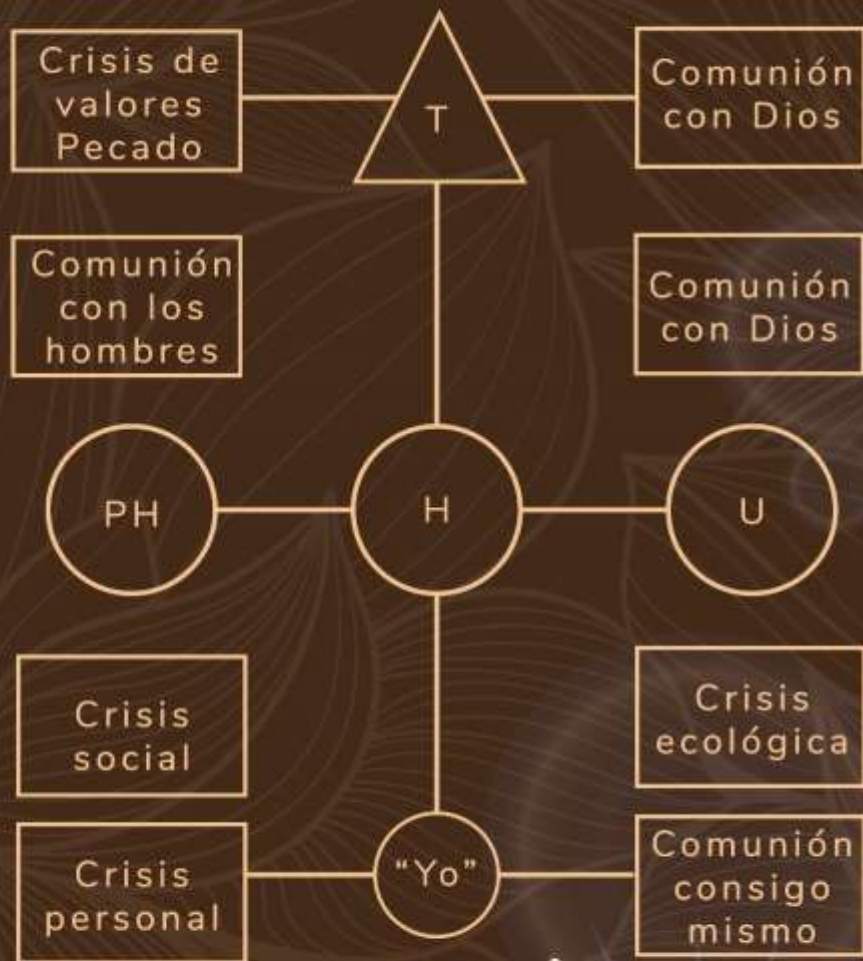 Crisis de
valores
Pecado
T
Comunión
con Dios
Comunión
con los
hombres
Comunión
con Dios
PH
H
U
Crisis
social
Crisis
ecológica
Crisis
personal
“Yo”
Comunión
consigo
mismo